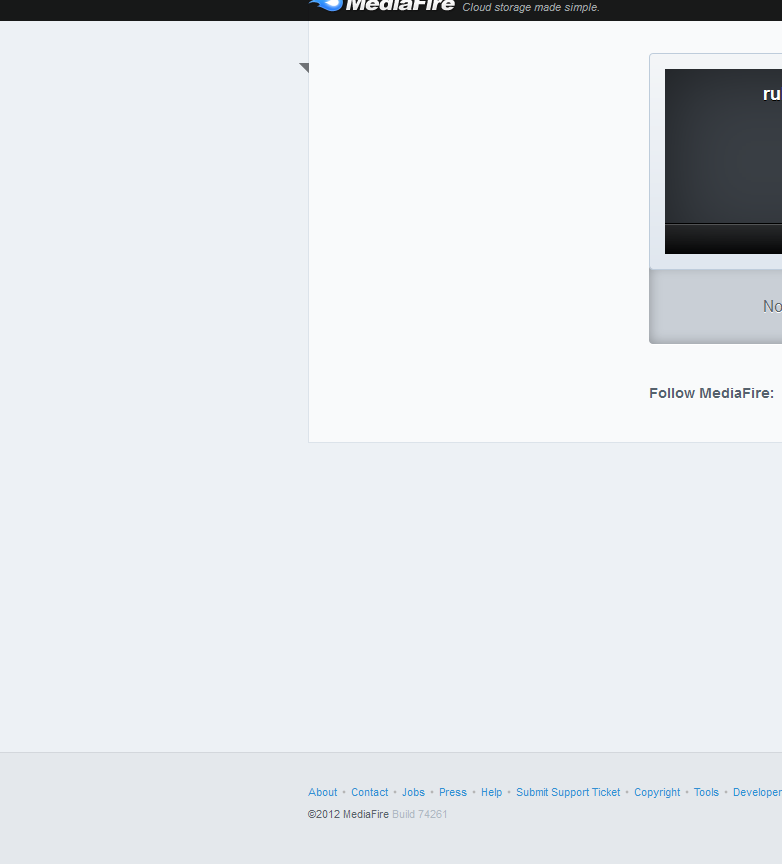 MediaFire Cloud storage made simple.
ru
No
Follow MediaFire:
About • Contact • Jobs • Press • Help • Submit Support Ticket • Copyright • Tools • Developer
©2012 MediaFire Build 74261